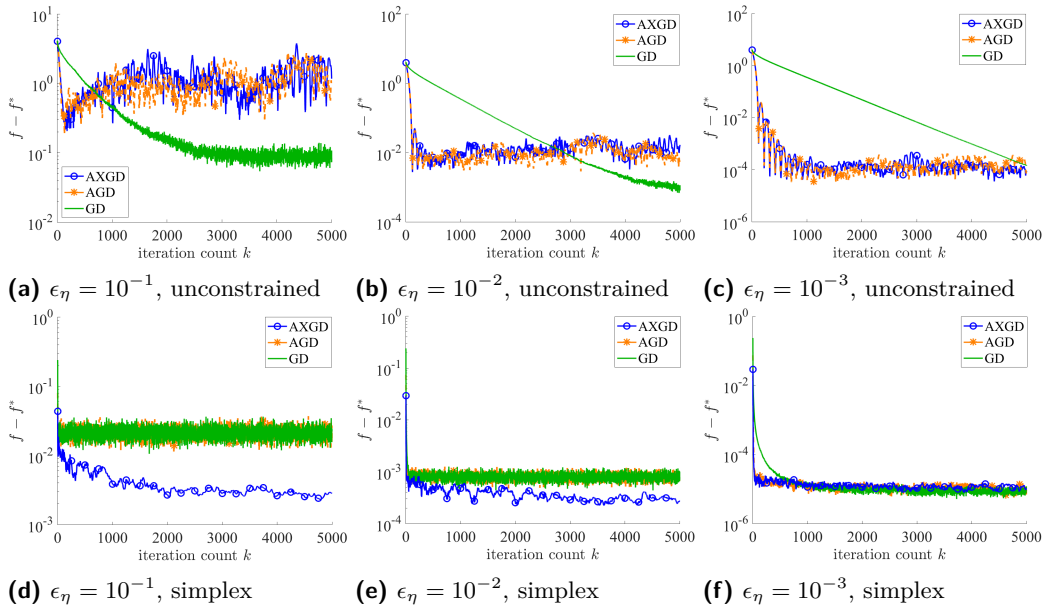 10^1
AXGD
AGD
GD
10^0
10^-1
10^-2
f − f*
0 1000 2000 3000 4000 5000
iteration count k
(a) ϵ_η = 10^−1, unconstrained
10^2
AXGD
AGD
GD
10^0
10^-2
10^-4
f − f*
0 1000 2000 3000 4000 5000
iteration count k
(b) ϵ_η = 10^−2, unconstrained
10^2
AXGD
AGD
GD
10^0
10^-2
10^-4
10^-6
f − f*
0 1000 2000 3000 4000 5000
iteration count k
(c) ϵ_η = 10^−3, unconstrained
10^0
AXGD
AGD
GD
10^-1
10^-2
10^-3
f − f*
0 1000 2000 3000 4000 5000
iteration count k
(d) ϵ_η = 10^−1, simplex
10^0
AXGD
AGD
GD
10^-1
10^-2
10^-3
10^-4
f − f*
0 1000 2000 3000 4000 5000
iteration count k
(e) ϵ_η = 10^−2, simplex
10^0
AXGD
AGD
GD
10^-2
10^-4
10^-6
f − f*
0 1000 2000 3000 4000 5000
iteration count k
(f) ϵ_η = 10^−3, simplex